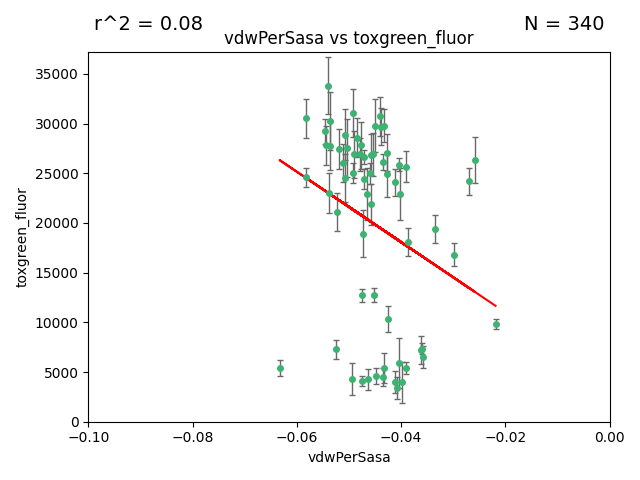 r^2 = 0.08
N = 340
vdwPerSasa vs toxgreen_fluor
toxgreen_fluor
35000
30000
25000
20000
15000
10000
5000
0
−0.10
−0.08
−0.06
−0.04
−0.02
0.00
vdwPerSasa